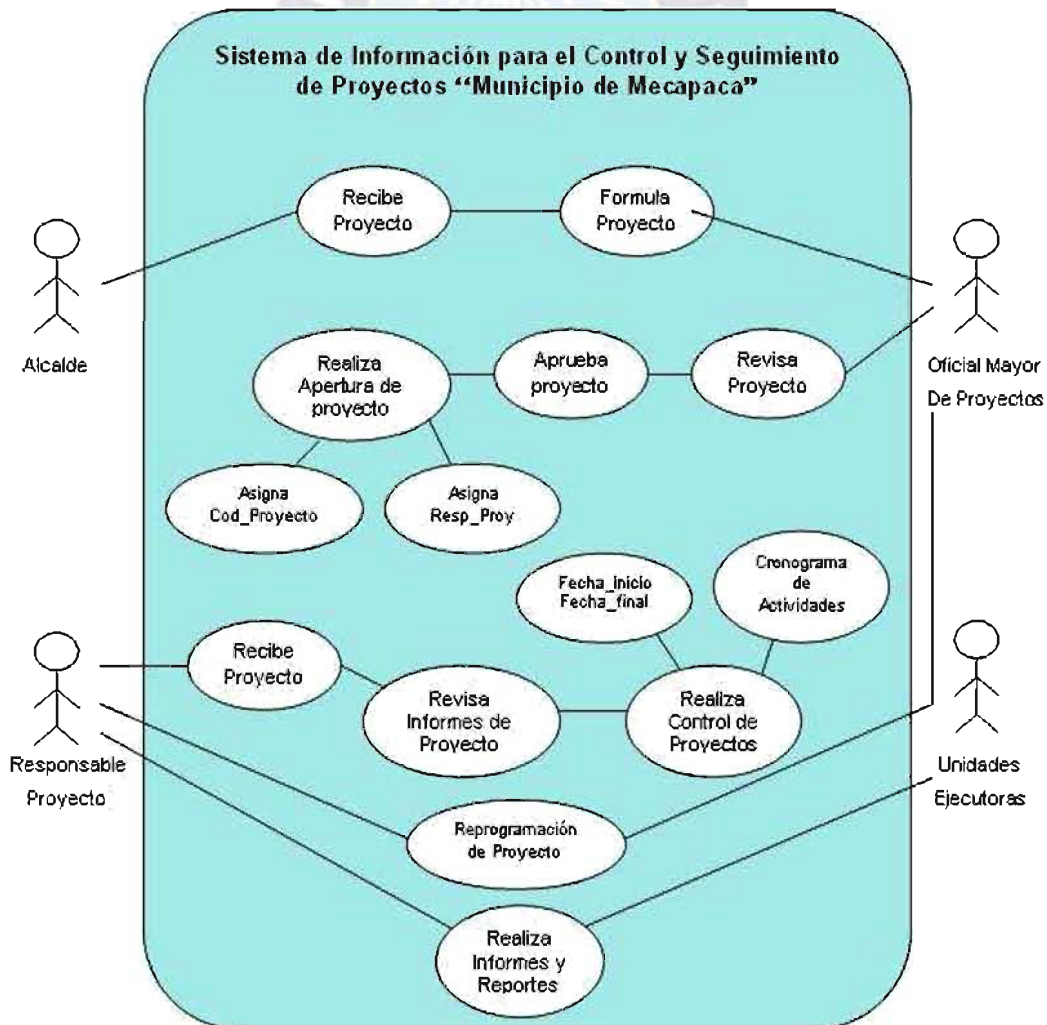 Sistema de Información para el Control y Seguimiento
de Proyectos “Municipio de Mecapaca”
Recibe
Proyecto
Formula
Proyecto
Alcalde
Realiza
Apertura de
proyecto
Aprueba
proyecto
Revisa
Proyecto
Oficial Mayor
De Proyectos
Asigna
Cod_Proyecto
Asigna
Resp_Proy
Fecha_inicio
Fecha_final
Cronograma
de
Actividades
Recibe
Proyecto
Revisa
Informes de
Proyecto
Realiza
Control de
Proyectos
Responsable
Proyecto
Unidades
Ejecutoras
Reprogramación
de Proyecto
Realiza
Informes y
Reportes